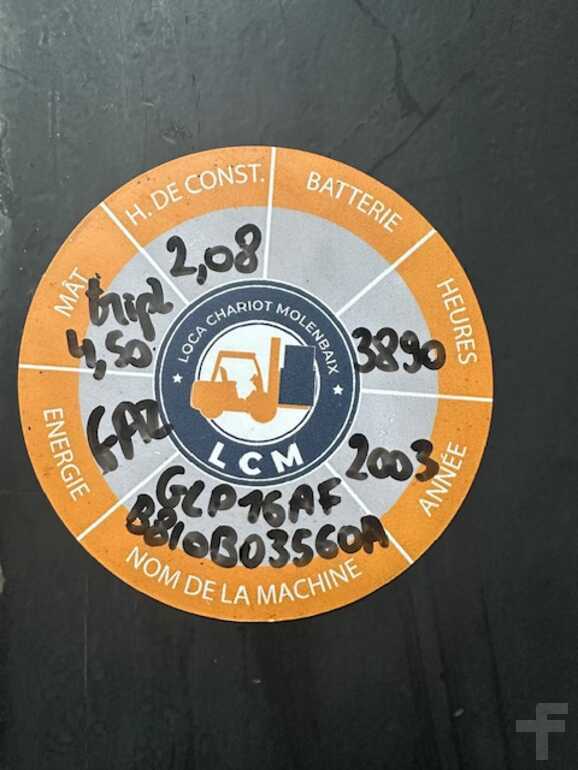 H. DE CONST.
2,08
BATTERIE
HEURES
3890
ANNÉE
2003
NOM DE LA MACHINE
GLP16AF
B810B03560A
ENERGIE
GAZ
MÂT
tripl
4,50.
LOCA CHARIOT MOLENBAIX
LCM